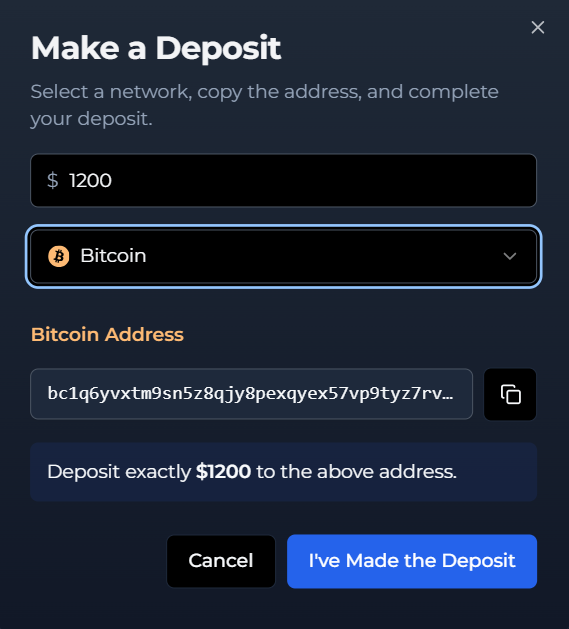 Make a Deposit
Select a network, copy the address, and complete
your deposit.
$ 1200
Bitcoin
Bitcoin Address
bc1q6yvxtm9sn5z8qjy8pexqyex57vp9tyz7rv…
Deposit exactly $1200 to the above address.
Cancel
I've Made the Deposit